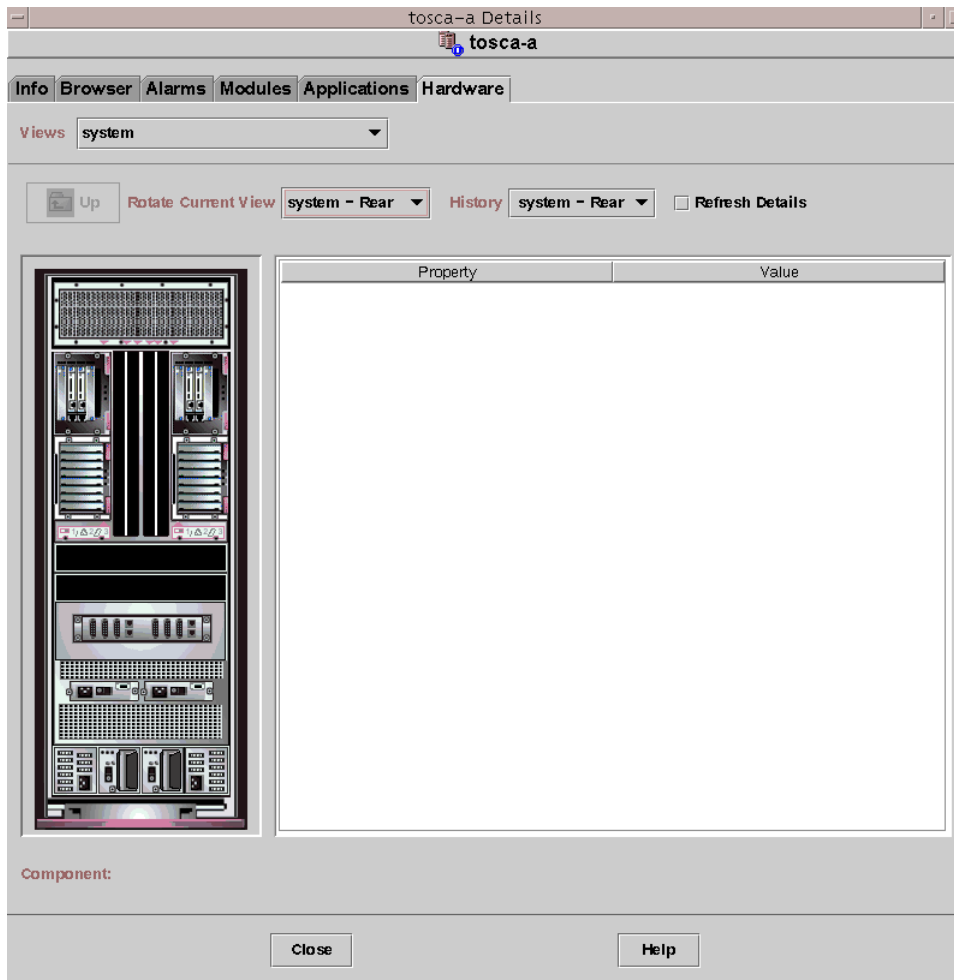 tosca-a Details
tosca-a
Info Browser Alarms Modules Applications Hardware
Views system
Up Rotate Current View system - Rear History system - Rear Refresh Details
Property Value
Component:
Close Help